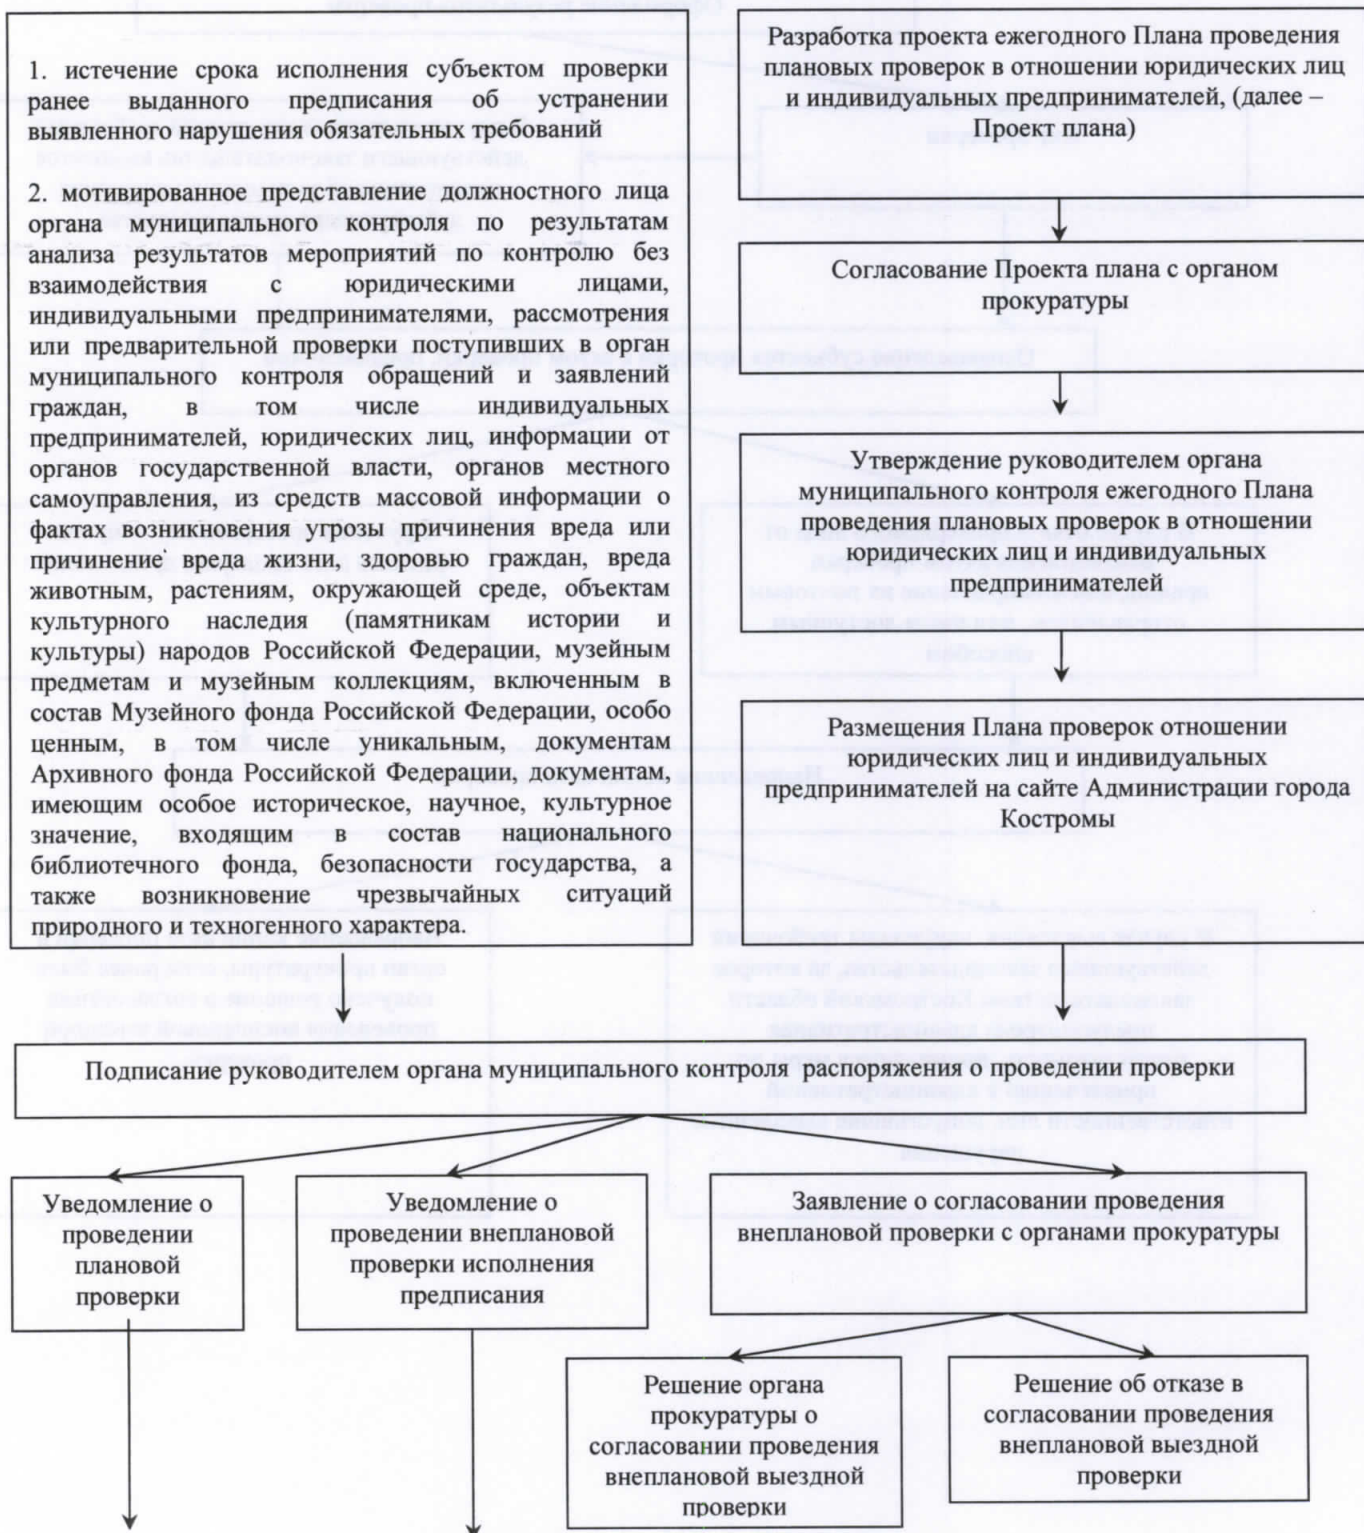 1. истечение срока исполнения субъектом проверки
ранее выданного предписания об устранении
выявленного нарушения обязательных требований
2. мотивированное представление должностного лица
органа муниципального контроля по результатам
анализа результатов мероприятий по контролю без
взаимодействия с юридическими лицами,
индивидуальными предпринимателями, рассмотрения
или предварительной проверки поступивших в орган
муниципального контроля обращений и заявлений
граждан, в том числе индивидуальных
предпринимателей, юридических лиц, информации от
органов государственной власти, органов местного
самоуправления, из средств массовой информации о
фактах возникновения угрозы причинения вреда или
причинение вреда жизни, здоровью граждан, вреда
животным, растениям, окружающей среде, объектам
культурного наследия (памятникам истории и
культуры) народов Российской Федерации, музейным
предметам и музейным коллекциям, включенным в
состав Музейного фонда Российской Федерации, особо
ценным, в том числе уникальным, документам
Архивного фонда Российской Федерации, документам,
имеющим особое историческое, научное, культурное
значение, входящим в состав национального
библиотечного фонда, безопасности государства, а
также возникновение чрезвычайных ситуаций
природного и техногенного характера.
Разработка проекта ежегодного Плана проведения
плановых проверок в отношении юридических лиц
и индивидуальных предпринимателей, (далее –
Проект плана)
Согласование Проекта плана с органом
прокуратуры
Утверждение руководителем органа
муниципального контроля ежегодного Плана
проведения плановых проверок в отношении
юридических лиц и индивидуальных
предпринимателей
Размещения Плана проверок отношении
юридических лиц и индивидуальных
предпринимателей на сайте Администрации города
Костромы
Подписание руководителем органа муниципального контроля распоряжения о проведении проверки
Уведомление о
проведении
плановой
проверки
Уведомление о
проведении внеплановой
проверки исполнения
предписания
Заявление о согласовании проведения
внеплановой проверки с органами прокуратуры
Решение органа
прокуратуры о
согласовании проведения
внеплановой выездной
проверки
Решение об отказе в
согласовании проведения
внеплановой выездной
проверки